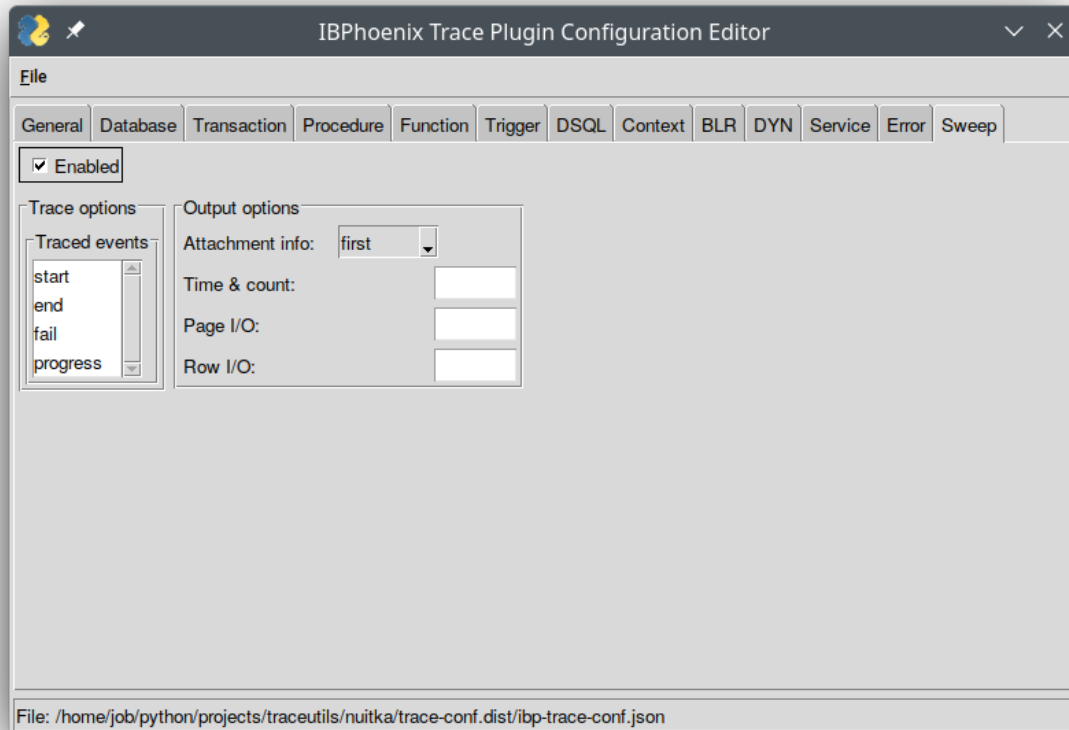 IBPhoenix Trace Plugin Configuration Editor
File
General Database Transaction Procedure Function Trigger DSQL Context BLR DYN Service Error Sweep
Enabled
Trace options
Traced events
start
end
fail
progress
Output options
Attachment info: first
Time & count:
Page I/O:
Row I/O:
File: /home/job/python/projects/traceutils/nuitka/trace-conf.dist/ibp-trace-conf.json